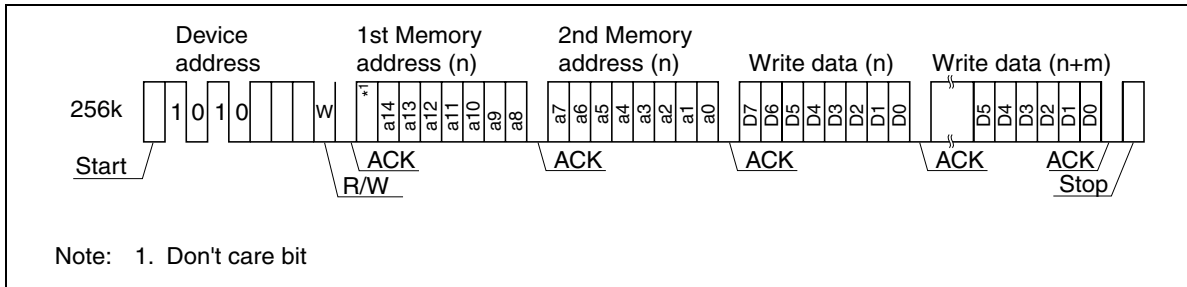 Device address 1st Memory address (n) 2nd Memory address (n) Write data (n) Write data (n+m)
256k 1 0 1 0 W *1 a14 a13 a12 a11 a10 a9 a8 a7 a6 a5 a4 a3 a2 a1 a0 D7 D6 D5 D4 D3 D2 D1 D0 D5 D4 D3 D2 D1 D0
Start ACK ACK ACK ACK ACK
R/W Stop
Note: 1. Don't care bit